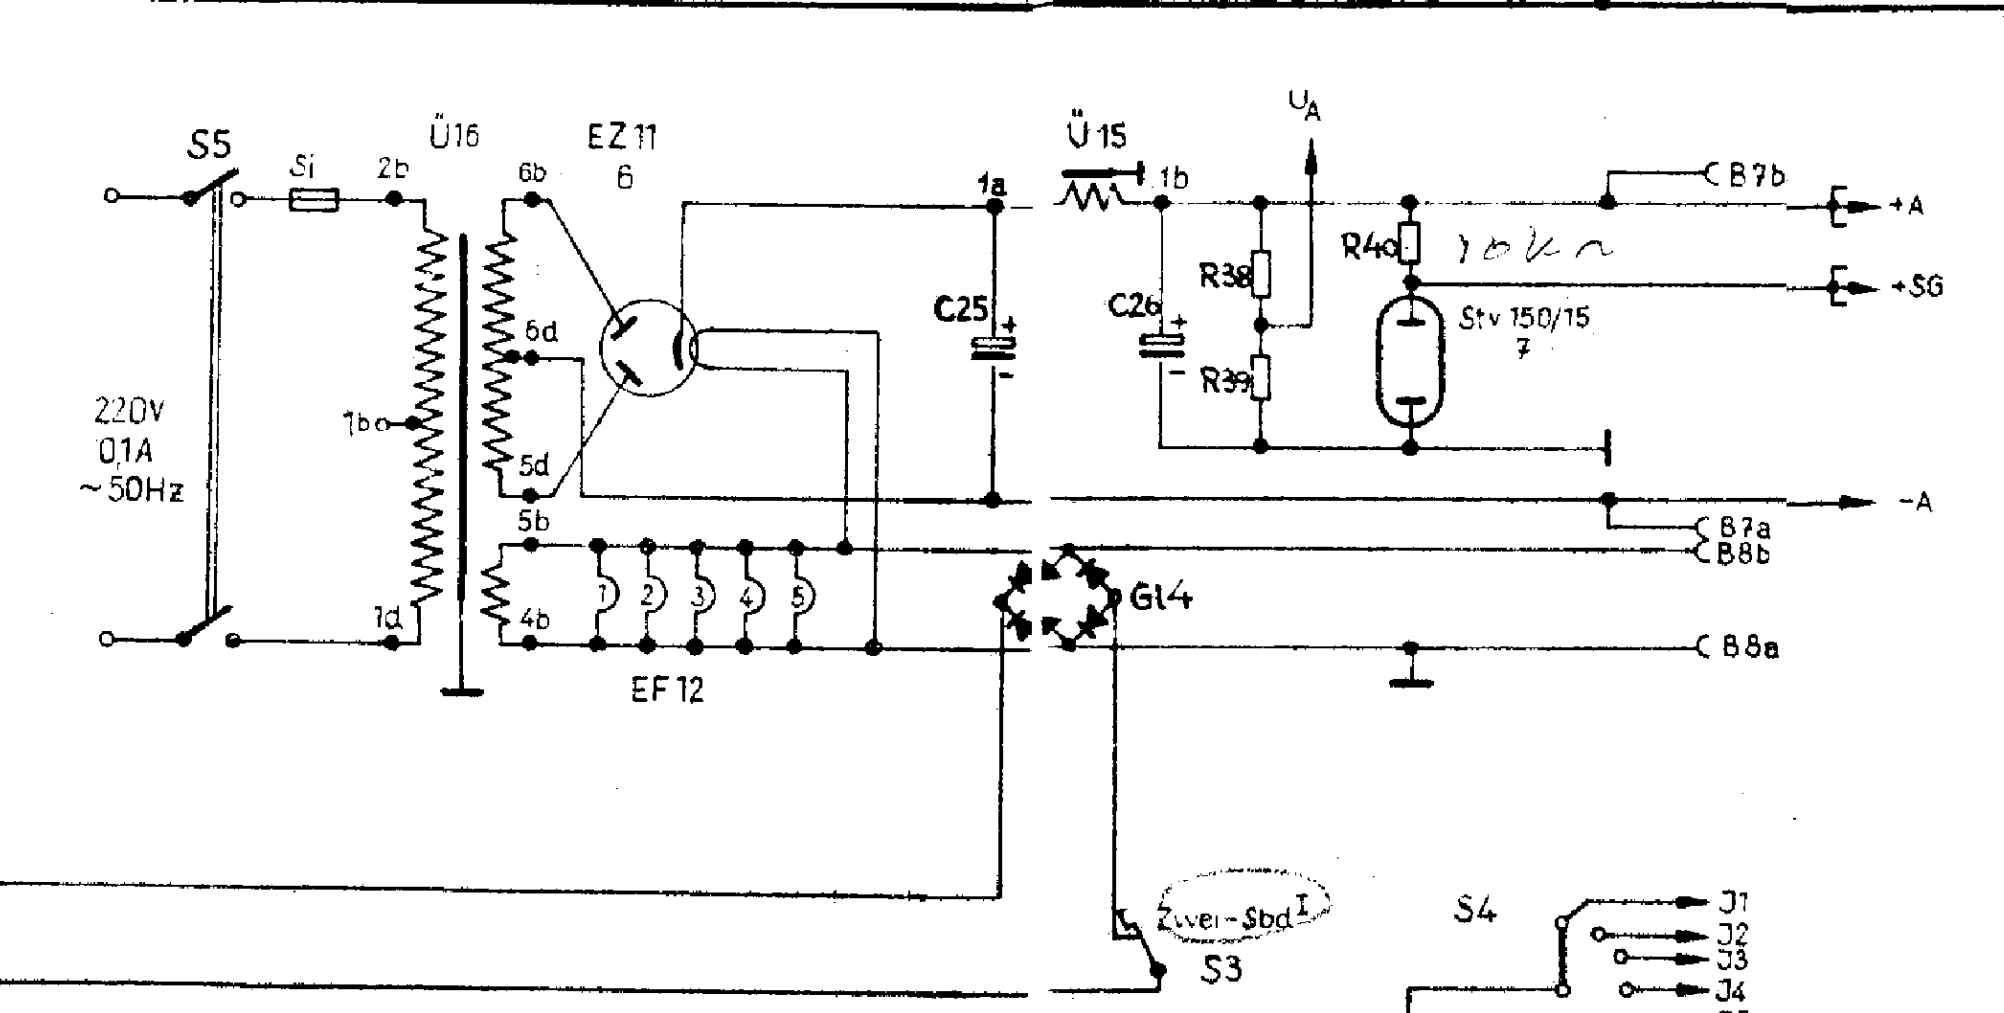 U_A
S5
Si
2b
Ü16
6b
EZ 11
6
1a
Ü 15
1b
B7b
+A
R40
10kΩ
R38
+SG
C25
+
-
C26
+
-
Stv 150/15
7
R39
6d
220V
0,1A
~50Hz
1b
5d
5b
-A
B7a
B8b
1
2
3
4
5
Gl4
1d
4b
B8a
EF 12
Zwei-Sbd I
S3
S4
J1
J2
J3
J4